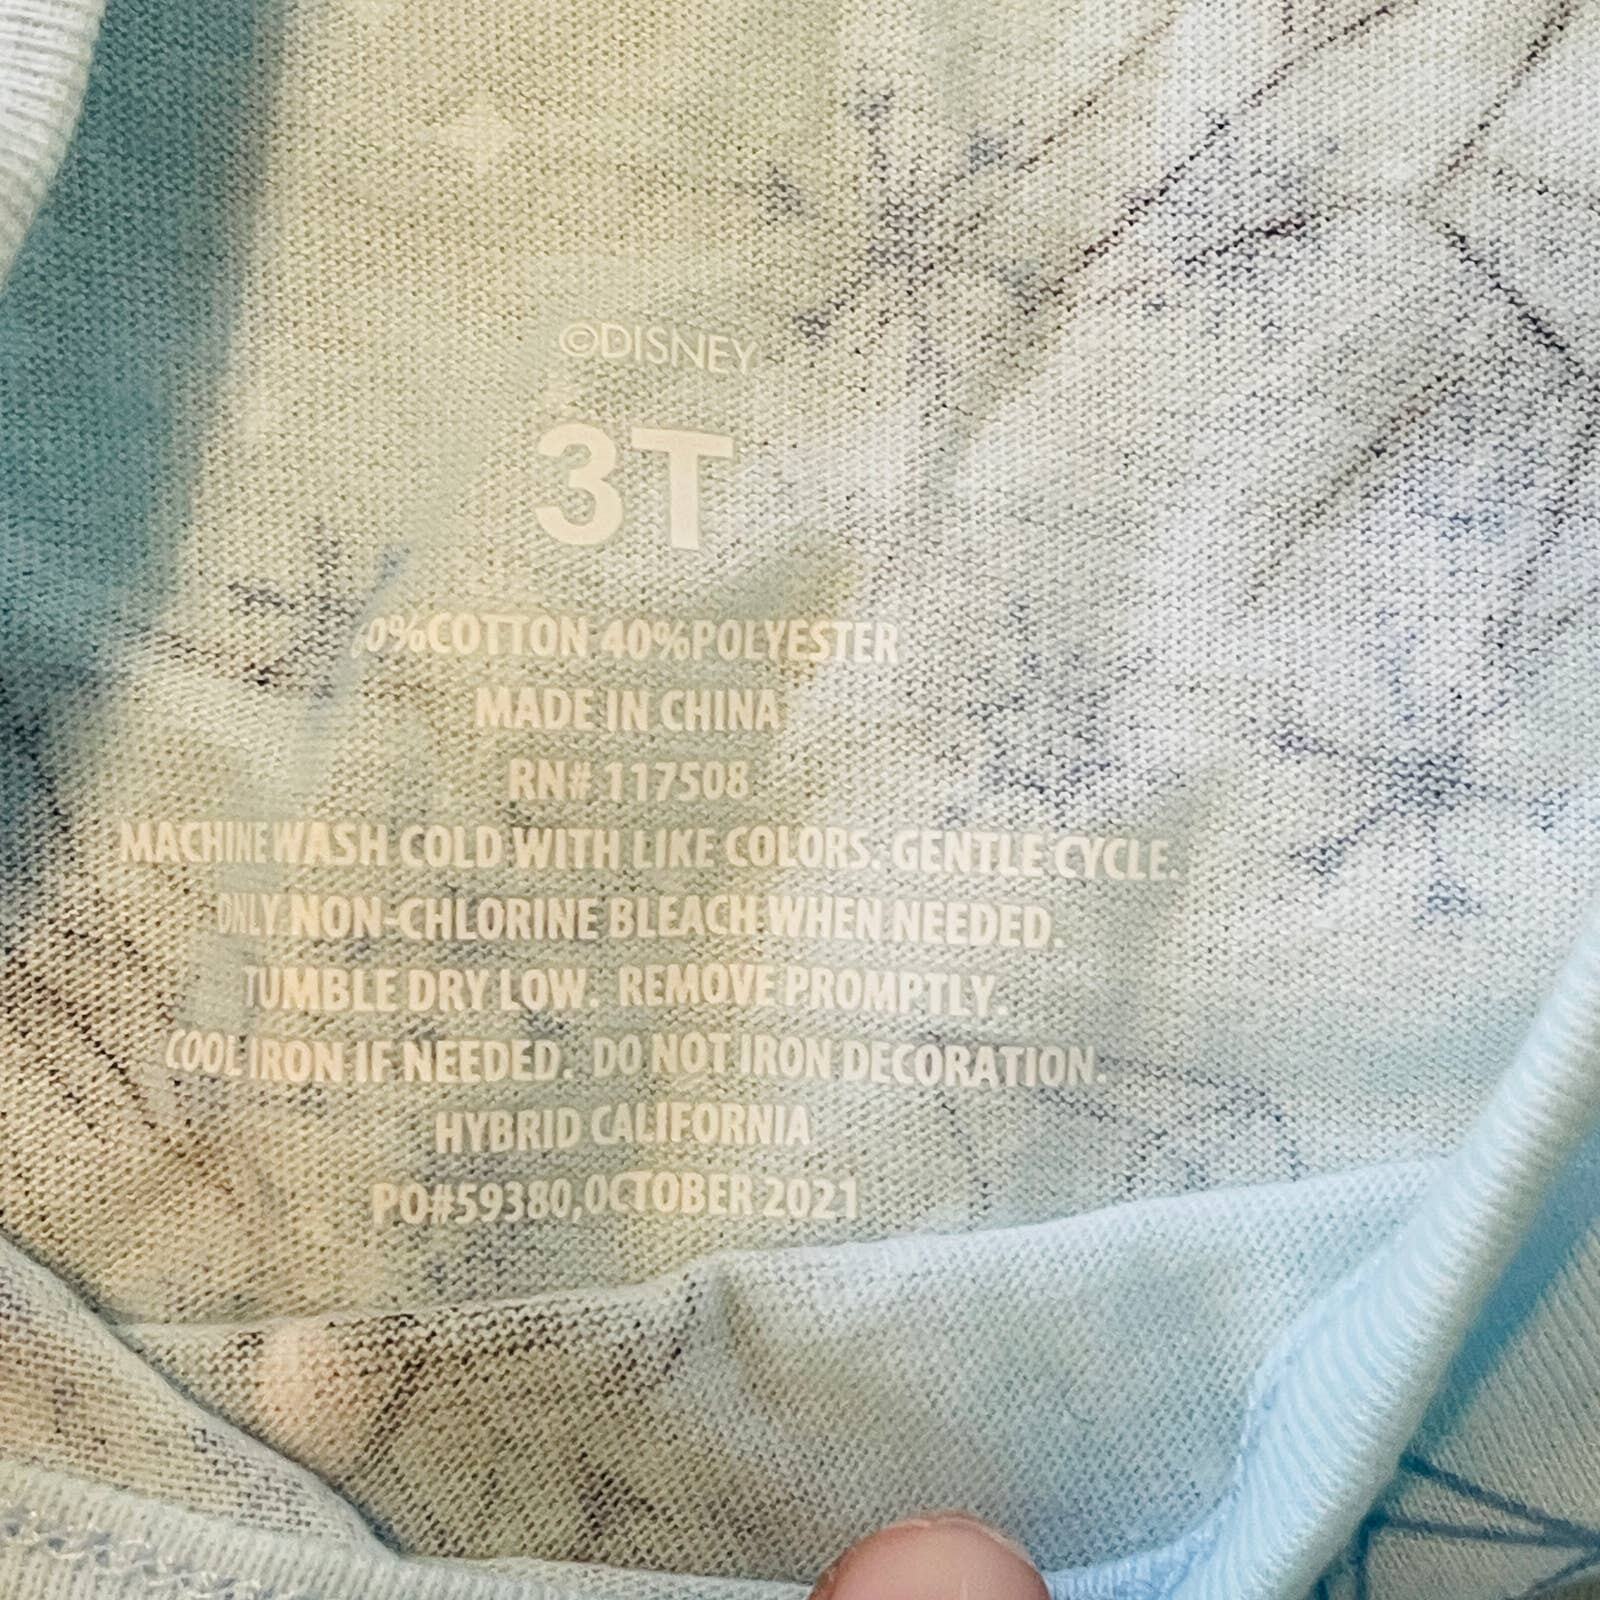 ©DISNEY
3T
60%COTTON 40%POLYESTER
MADE IN CHINA
RN# 117508
MACHINE WASH COLD WITH LIKE COLORS. GENTLE CYCLE.
ONLY NON-CHLORINE BLEACH WHEN NEEDED.
TUMBLE DRY LOW. REMOVE PROMPTLY.
COOL IRON IF NEEDED. DO NOT IRON DECORATION.
HYBRID CALIFORNIA
PO#59380,OCTOBER 2021